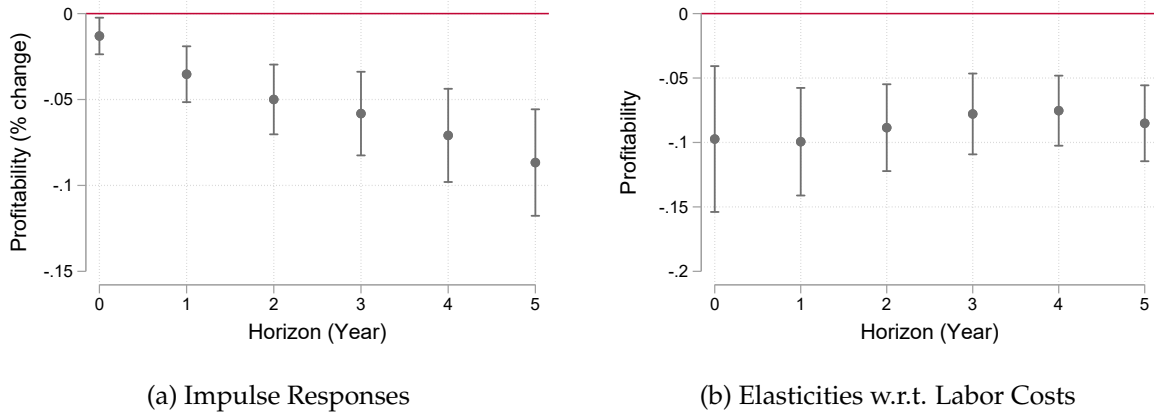 Profitability (% change)
0
-.05
-.1
-.15
0 1 2 3 4 5
Horizon (Year)
(a) Impulse Responses
Profitability
0
-.05
-.1
-.15
-.2
0 1 2 3 4 5
Horizon (Year)
(b) Elasticities w.r.t. Labor Costs